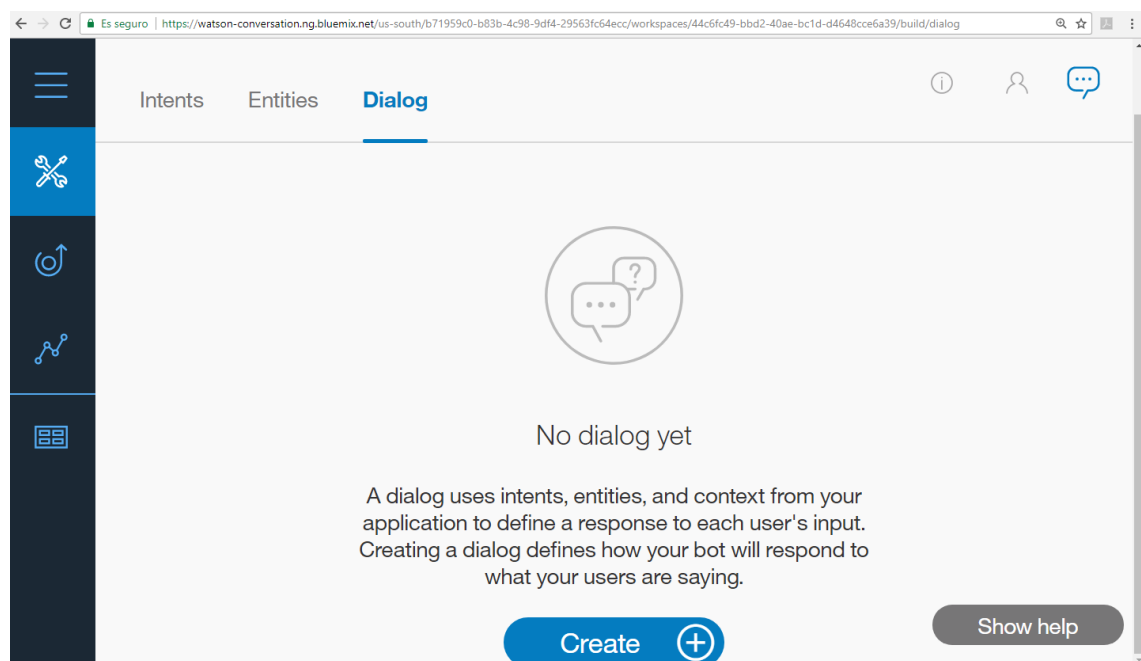 Es seguro | https://watson-conversation.ng.bluemix.net/us-south/b71959c0-b83b-4c98-9df4-29563fc64ecc/workspaces/44c6fc49-bbd2-40ae-bc1d-d4648cce6a39/build/dialog
Intents Entities Dialog
No dialog yet
A dialog uses intents, entities, and context from your
application to define a response to each user's input.
Creating a dialog defines how your bot will respond to
what your users are saying.
Show help
Create